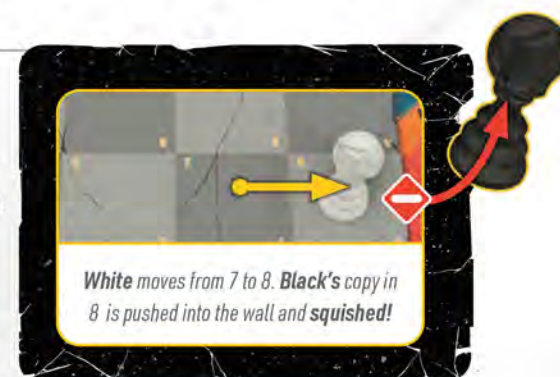 White moves from 7 to 8. Black's copy in
8 is pushed into the wall and squished!